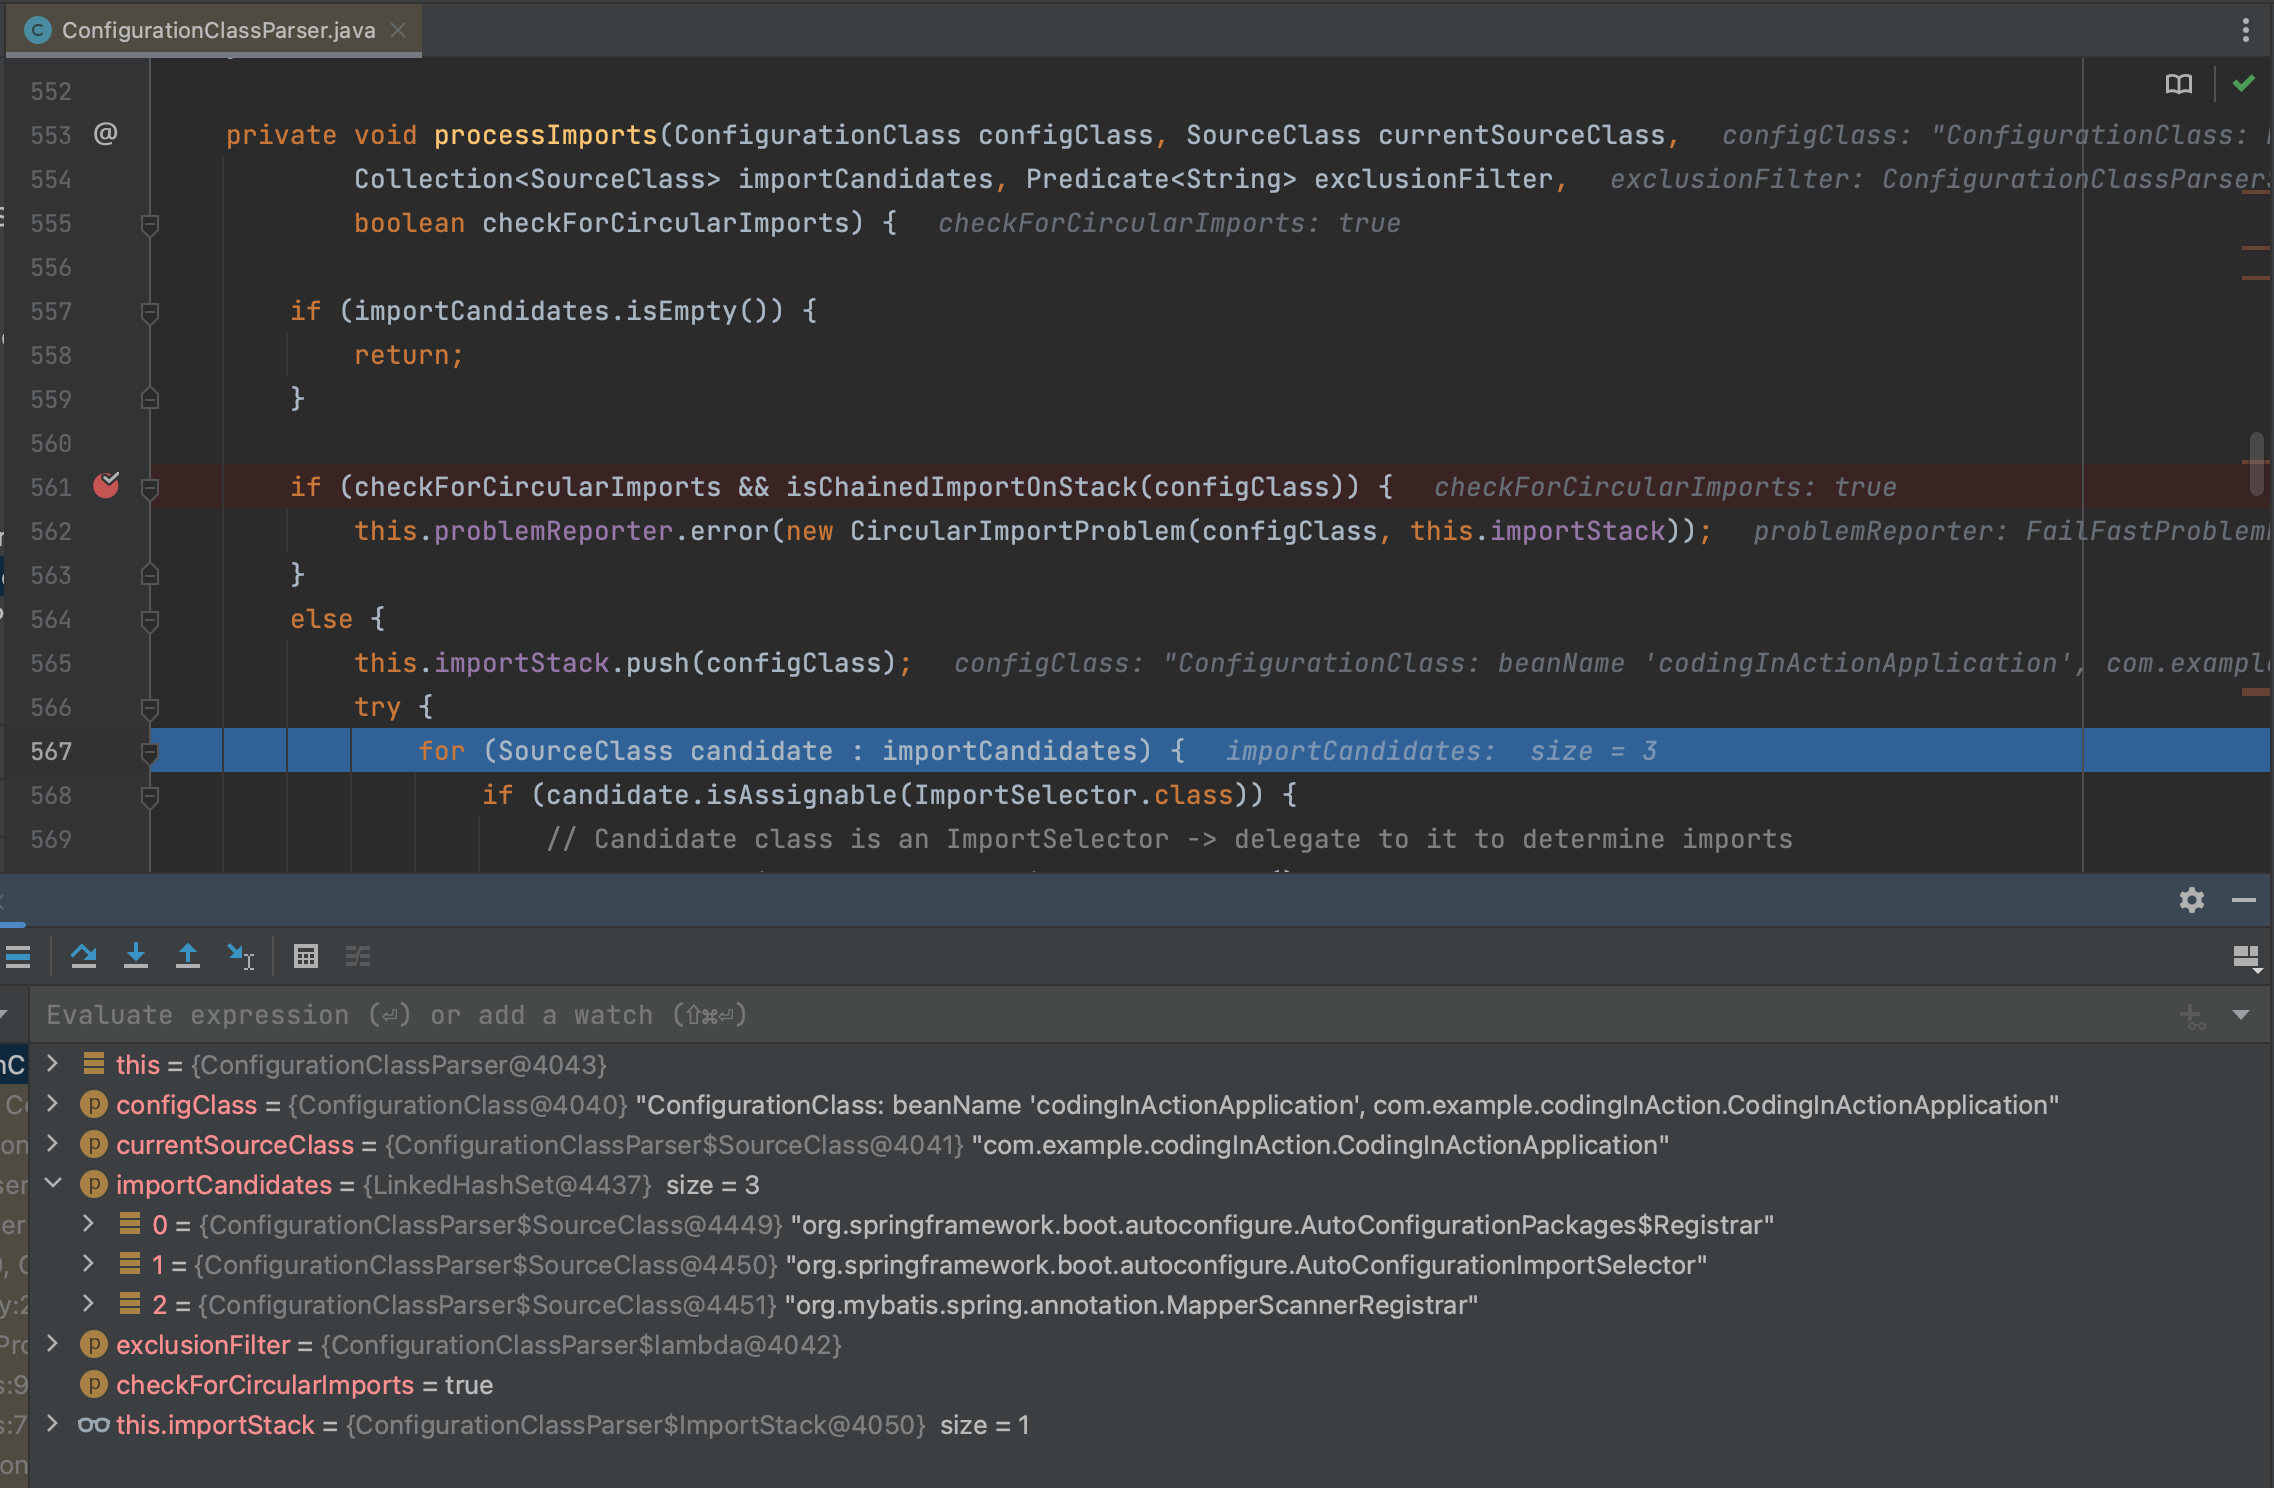 ConfigurationClassParser.java
552
553 @ private void processImports(ConfigurationClass configClass, SourceClass currentSourceClass, configClass: "ConfigurationClass:
554 Collection<SourceClass> importCandidates, Predicate<String> exclusionFilter, exclusionFilter: ConfigurationClassParser
555 boolean checkForCircularImports) { checkForCircularImports: true
556
557 if (importCandidates.isEmpty()) {
558 return;
559 }
560
561 if (checkForCircularImports && isChainedImportOnStack(configClass)) { checkForCircularImports: true
562 this.problemReporter.error(new CircularImportProblem(configClass, this.importStack)); problemReporter: FailFastProblem
563 }
564 else {
565 this.importStack.push(configClass); configClass: "ConfigurationClass: beanName 'codingInActionApplication', com.example
566 try {
567 for (SourceClass candidate : importCandidates) { importCandidates: size = 3
568 if (candidate.isAssignable(ImportSelector.class)) {
569 // Candidate class is an ImportSelector -> delegate to it to determine imports
Evaluate expression (⏎) or add a watch (⇧⌘⏎)
this = {ConfigurationClassParser@4043}
configClass = {ConfigurationClass@4040} "ConfigurationClass: beanName 'codingInActionApplication', com.example.codingInAction.CodingInActionApplication"
currentSourceClass = {ConfigurationClassParser$SourceClass@4041} "com.example.codingInAction.CodingInActionApplication"
importCandidates = {LinkedHashSet@4437} size = 3
0 = {ConfigurationClassParser$SourceClass@4449} "org.springframework.boot.autoconfigure.AutoConfigurationPackages$Registrar"
1 = {ConfigurationClassParser$SourceClass@4450} "org.springframework.boot.autoconfigure.AutoConfigurationImportSelector"
2 = {ConfigurationClassParser$SourceClass@4451} "org.mybatis.spring.annotation.MapperScannerRegistrar"
exclusionFilter = {ConfigurationClassParser$lambda@4042}
checkForCircularImports = true
this.importStack = {ConfigurationClassParser$ImportStack@4050} size = 1